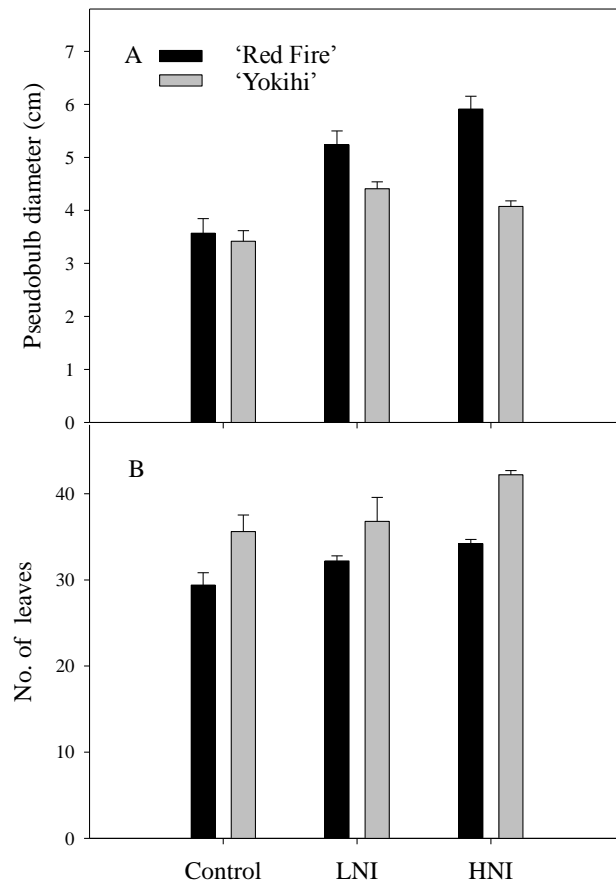 A
'Red Fire'
'Yokihi'
7
6
5
4
3
2
1
0
Pseudobulb diameter (cm)
B
40
30
20
10
0
No. of leaves
Control LNI HNI